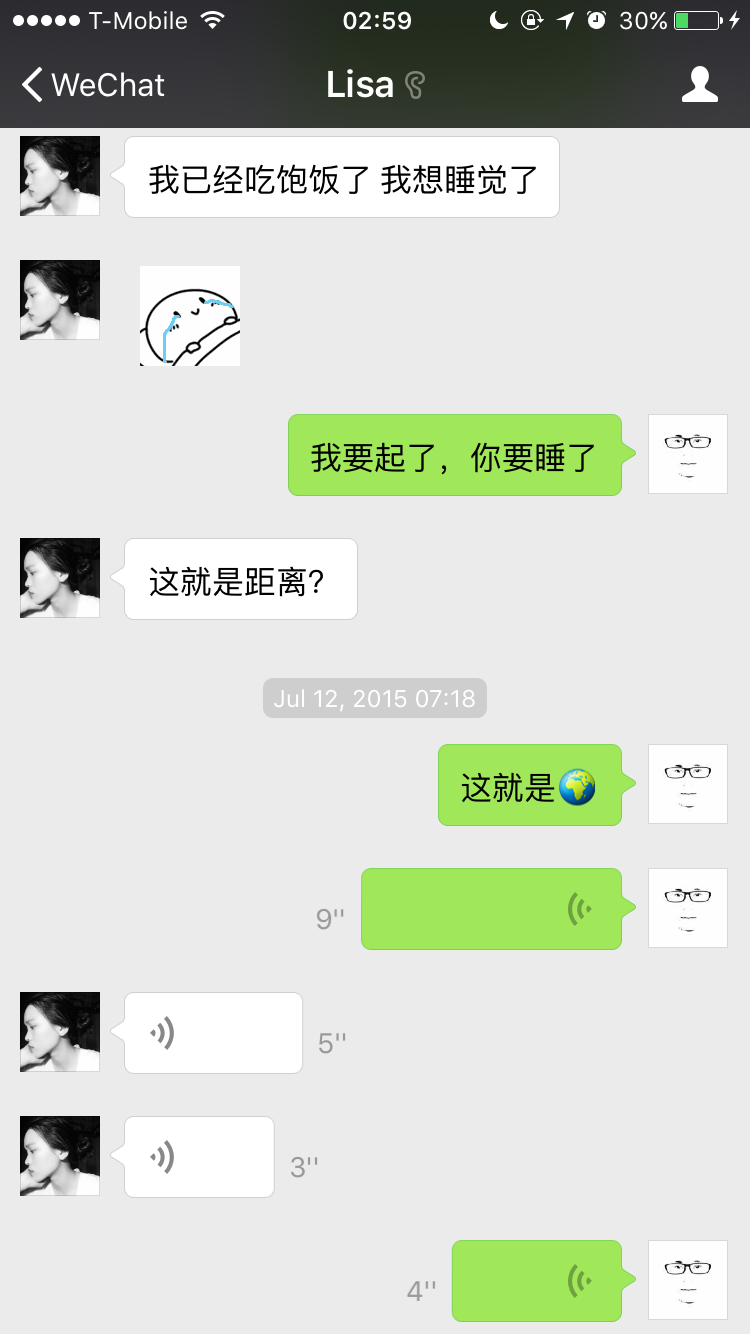 T-Mobile 02:59 30%
WeChat Lisa
我已经吃饱饭了 我想睡觉了
我要起了，你要睡了
这就是距离？
Jul 12, 2015 07:18
这就是🌍
9''
5''
3''
4''